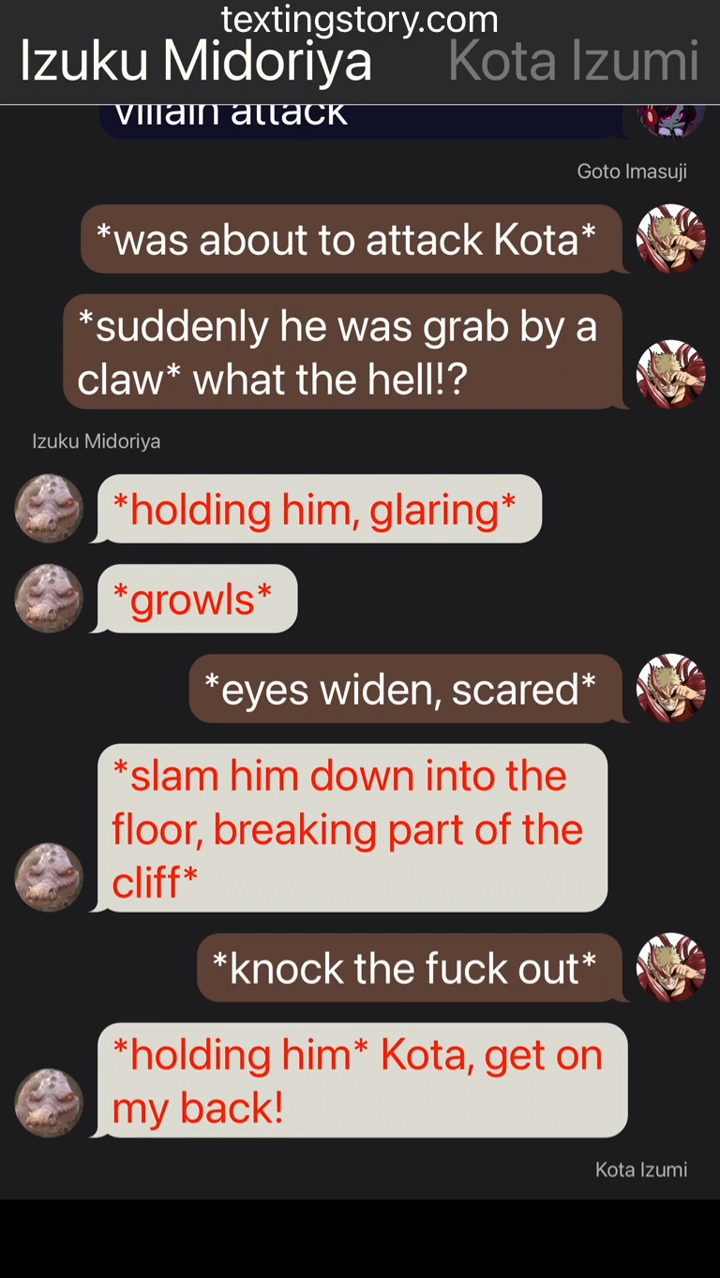 textingstory.com
Izuku Midoriya
Kota Izumi
villain attack
Goto Imasuji
*was about to attack Kota*
*suddenly he was grab by a
claw* what the hell!?
Izuku Midoriya
*holding him, glaring*
*growls*
*eyes widen, scared*
*slam him down into the
floor, breaking part of the
cliff*
*knock the fuck out*
*holding him* Kota, get on
my back!
Kota Izumi